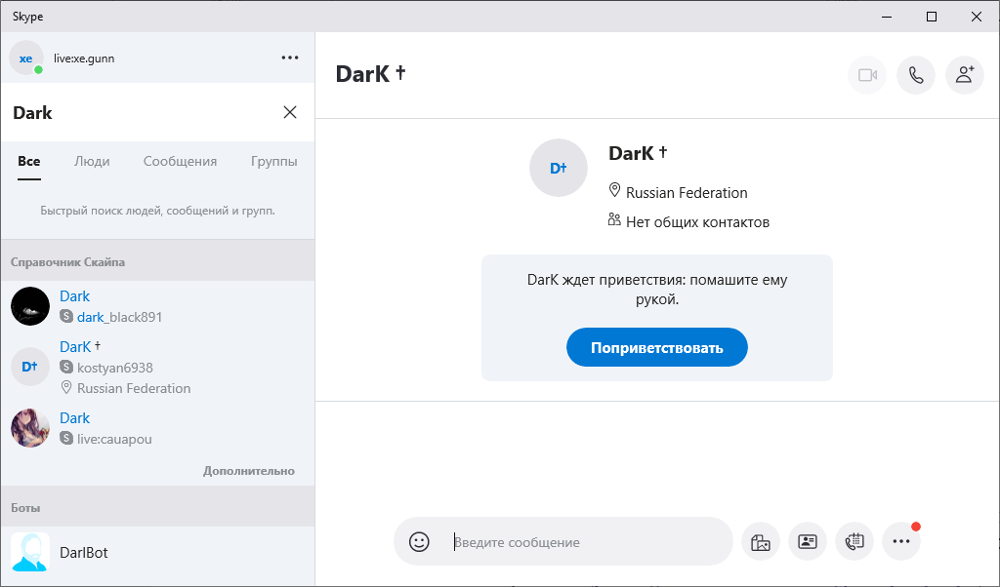 Skype
xe
live:xe.gunn
Dark
Все Люди Сообщения Группы
Быстрый поиск людей, сообщений и групп.
Справочник Скайпа
Dark
dark_black891
D†
DarK †
kostyan6938
Russian Federation
Dark
live:cauapou
Дополнительно
Боты
DarlBot
DarK †
D†
DarK †
Russian Federation
Нет общих контактов
DarK ждет приветствия: помашите ему
рукой.
Поприветствовать
Введите сообщение